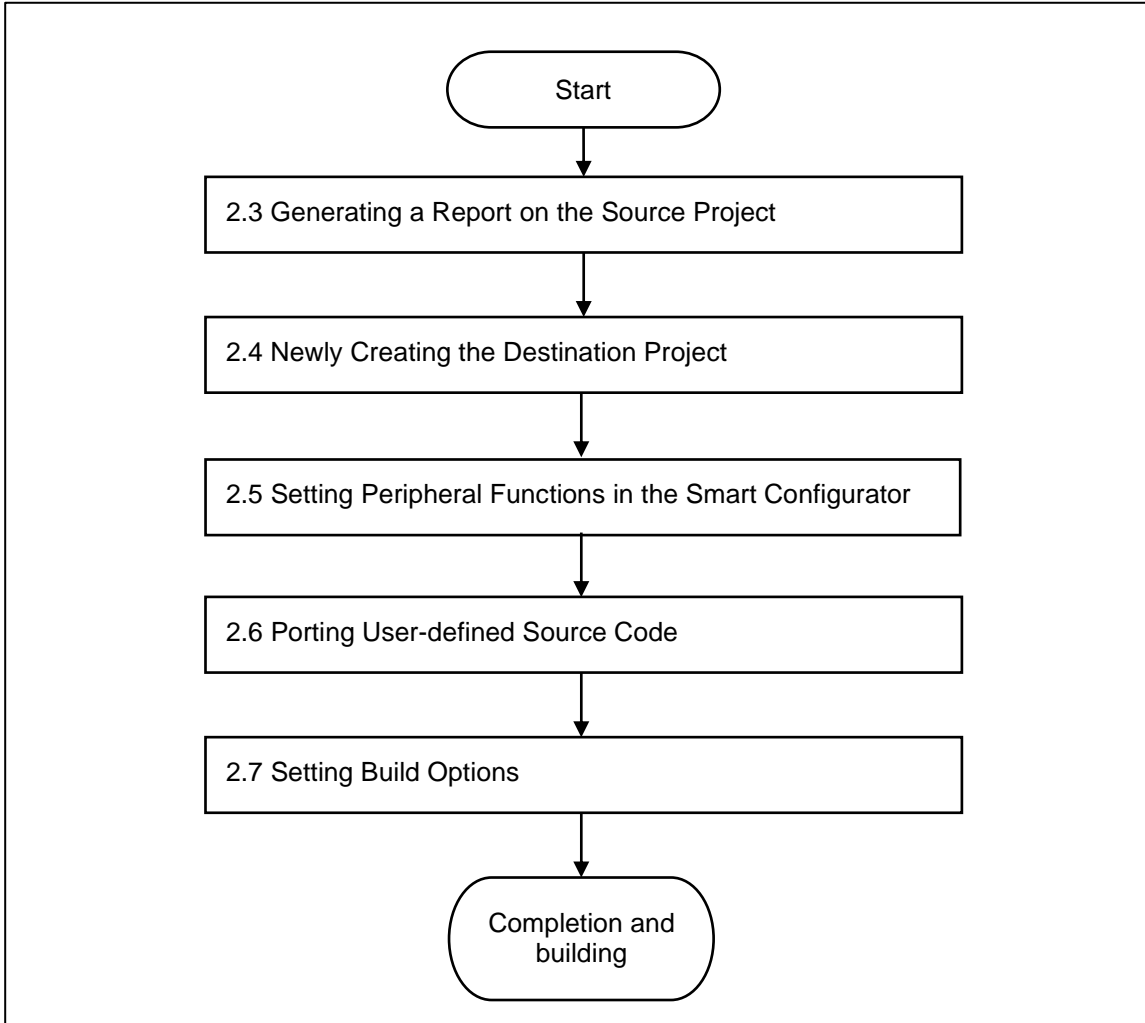 Start
2.3 Generating a Report on the Source Project
2.4 Newly Creating the Destination Project
2.5 Setting Peripheral Functions in the Smart Configurator
2.6 Porting User-defined Source Code
2.7 Setting Build Options
Completion and
building